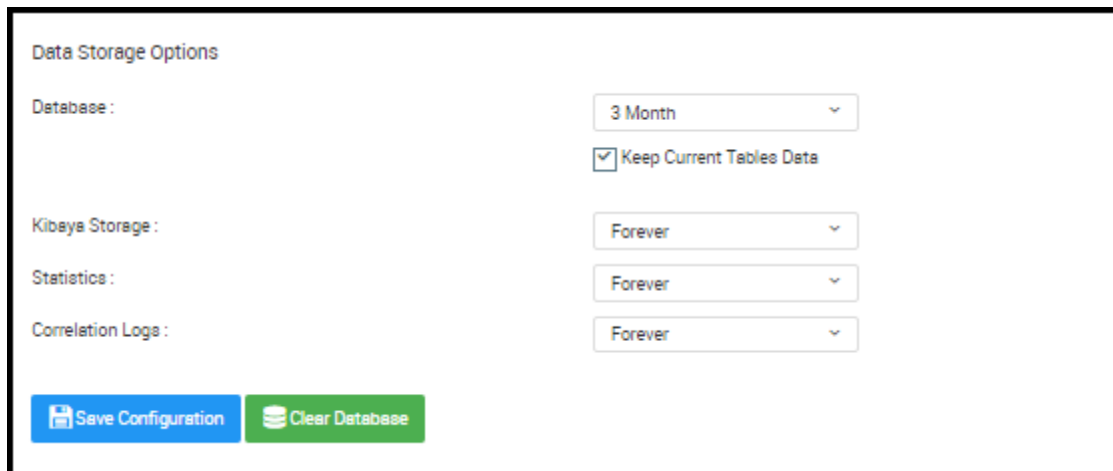 Data Storage Options
Database : 3 Month
Keep Current Tables Data
Kibaya Storage : Forever
Statistics : Forever
Correlation Logs : Forever
Save Configuration Clear Database